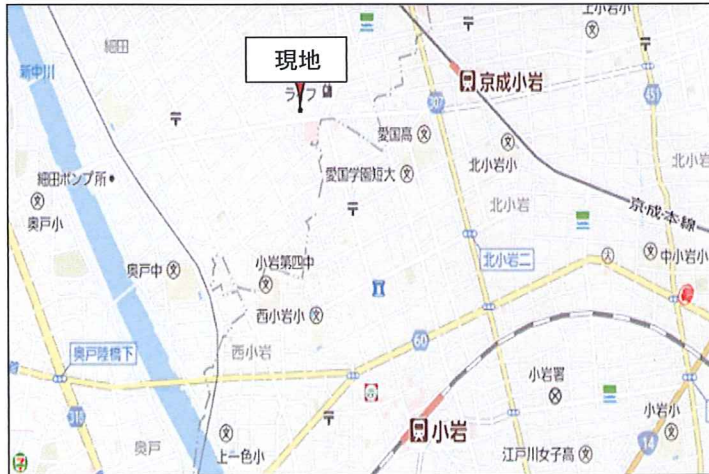 細田
上小岩小
新中川
現地
ライフ
京成小岩
307
451
愛国高
北小岩小
北小岩
愛国学園短大
細田ポンプ所
奥戸小
京成本線
北小岩
北小岩二
中小岩小
奥戸中
小岩第四中
西小岩小
西小岩
60
奥戸陸橋下
小岩署
318
小岩
小岩小
奥戸
上一色小
江戸川女子高
14